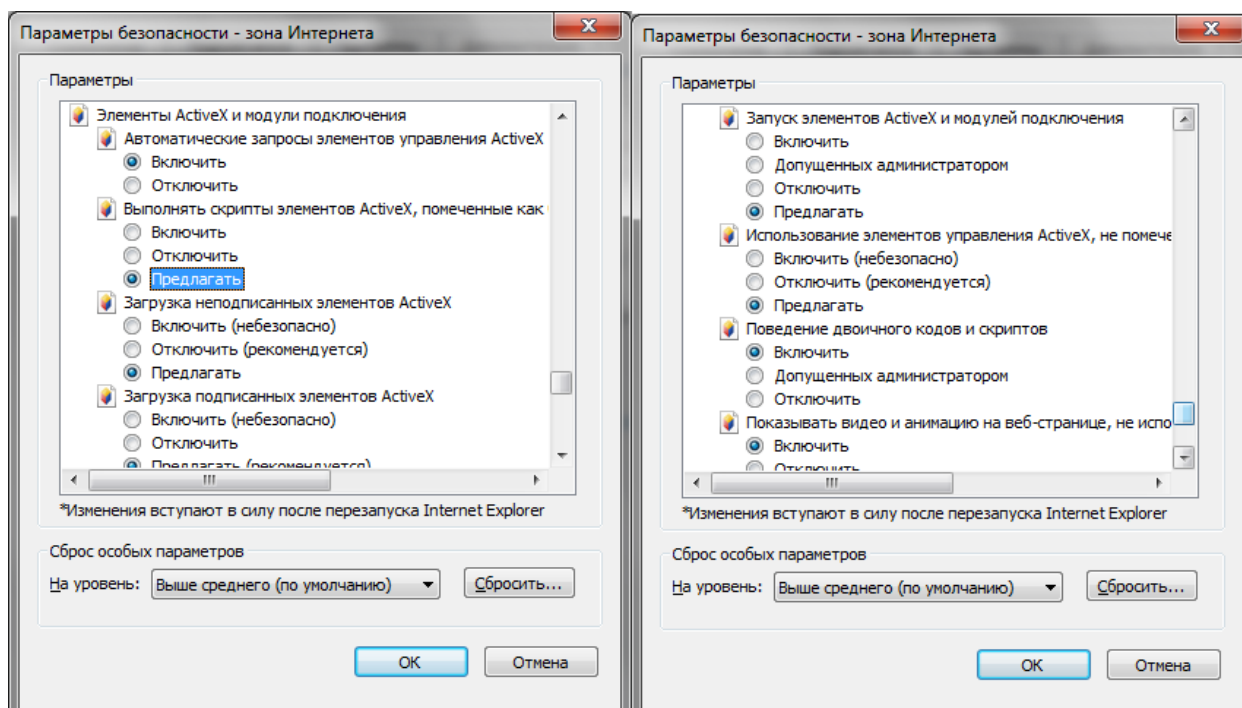 Параметры безопасности - зона Интернета
Параметры
Элементы ActiveX и модули подключения
Автоматические запросы элементов управления ActiveX
Включить
Отключить
Выполнять скрипты элементов ActiveX, помеченные как
Включить
Отключить
Предлагать
Загрузка неподписанных элементов ActiveX
Включить (небезопасно)
Отключить (рекомендуется)
Предлагать
Загрузка подписанных элементов ActiveX
Включить (небезопасно)
Отключить
Предлагать (рекомендуется)
*Изменения вступают в силу после перезапуска Internet Explorer
Сброс особых параметров
На уровень: Выше среднего (по умолчанию) Сбросить...
OK Отмена
Параметры безопасности - зона Интернета
Параметры
Запуск элементов ActiveX и модулей подключения
Включить
Допущенных администратором
Отключить
Предлагать
Использование элементов управления ActiveX, не помече
Включить (небезопасно)
Отключить (рекомендуется)
Предлагать
Поведение двоичного кодов и скриптов
Включить
Допущенных администратором
Отключить
Показывать видео и анимацию на веб-странице, не испо
Включить
Отключить
*Изменения вступают в силу после перезапуска Internet Explorer
Сброс особых параметров
На уровень: Выше среднего (по умолчанию) Сбросить...
OK Отмена